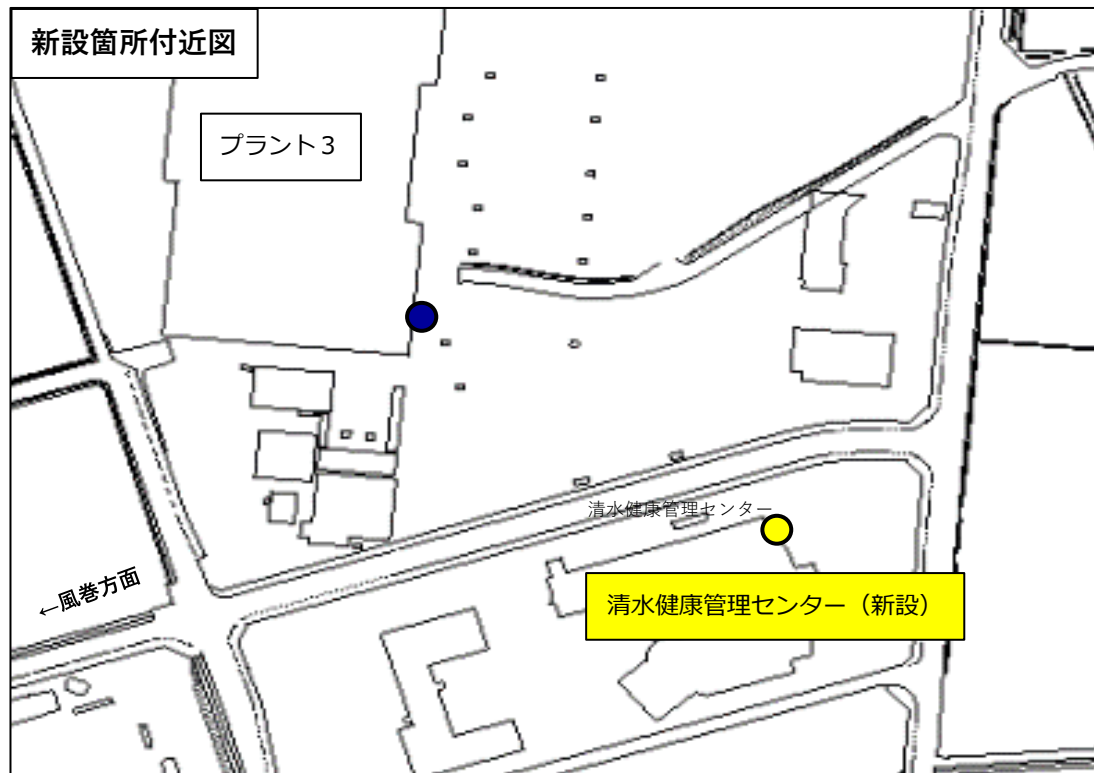 新設箇所付近図
プラント３
清水健康管理センター
←風巻方面
清水健康管理センター（新設）